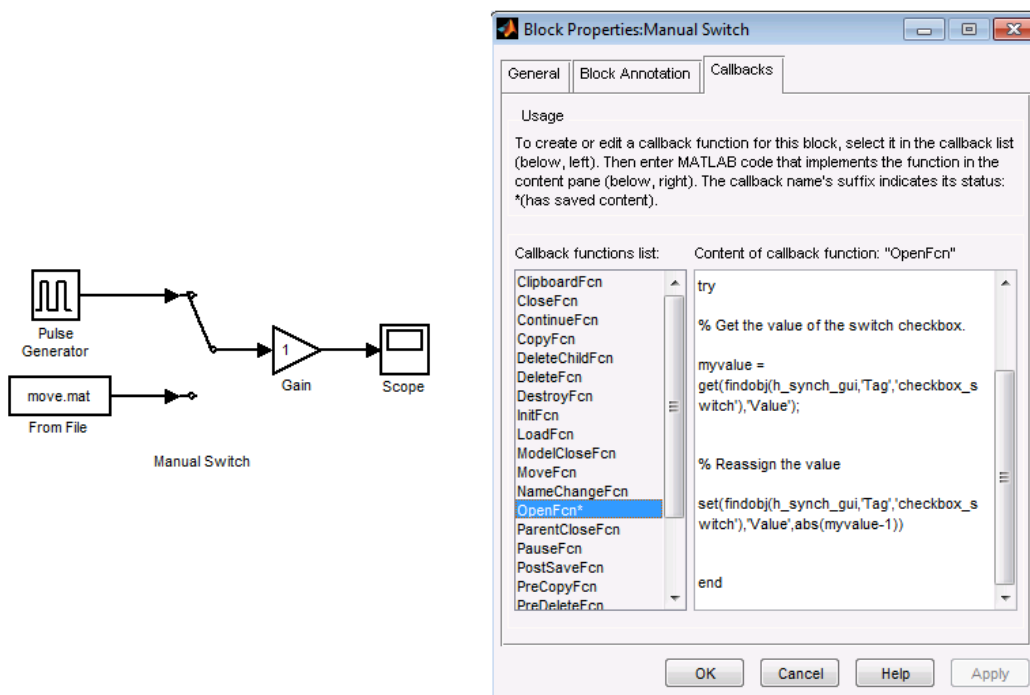 Pulse
Generator
move.mat
From File
Manual Switch
1
Gain
Scope
Block Properties:Manual Switch
General
Block Annotation
Callbacks
Usage
To create or edit a callback function for this block, select it in the callback list
(below, left). Then enter MATLAB code that implements the function in the
content pane (below, right). The callback name's suffix indicates its status:
*(has saved content).
Callback functions list:
ClipboardFcn
CloseFcn
ContinueFcn
CopyFcn
DeleteChildFcn
DeleteFcn
DestroyFcn
InitFcn
LoadFcn
ModelCloseFcn
MoveFcn
NameChangeFcn
OpenFcn*
ParentCloseFcn
PauseFcn
PostSaveFcn
PreCopyFcn
PreDeleteFcn
Content of callback function: "OpenFcn"
try
% Get the value of the switch checkbox.
myvalue =
get(findobj(h_synch_gui,'Tag','checkbox_s
witch'),'Value');
% Reassign the value
set(findobj(h_synch_gui,'Tag','checkbox_s
witch'),'Value',abs(myvalue-1))
end
OK
Cancel
Help
Apply